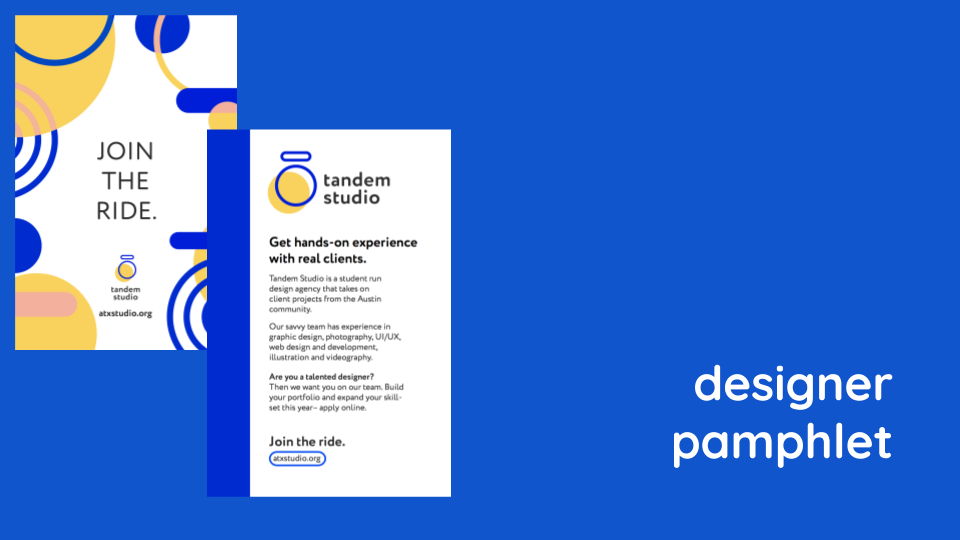 JOIN
THE
RIDE.
tandem
studio
atxstudio.org
tandem
studio
Get hands-on experience
with real clients.
Tandem Studio is a student run
design agency that takes on
client projects from the Austin
community.
Our savvy team has experience in
graphic design, photography, UI/UX,
web design and development,
illustration and videography.
Are you a talented designer?
Then we want you on our team. Build
your portfolio and expand your skill-
set this year– apply online.
Join the ride.
atxstudio.org
designer
pamphlet